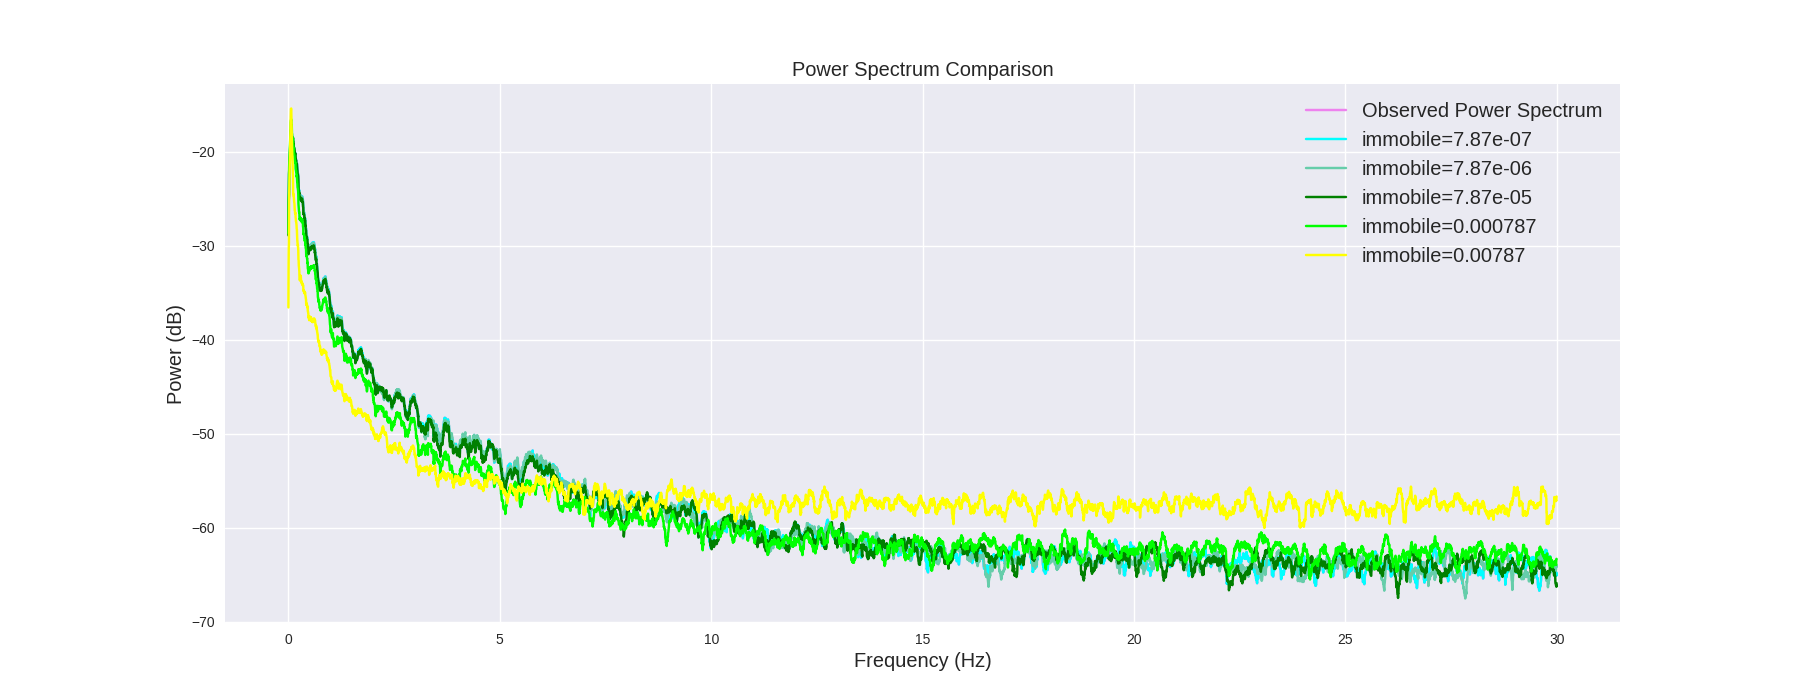 Power Spectrum Comparison
Observed Power Spectrum
immobile=7.87e-07
immobile=7.87e-06
immobile=7.87e-05
immobile=0.000787
immobile=0.00787
−20
−30
−40
−50
−60
−70
Power (dB)
0 5 10 15 20 25 30
Frequency (Hz)